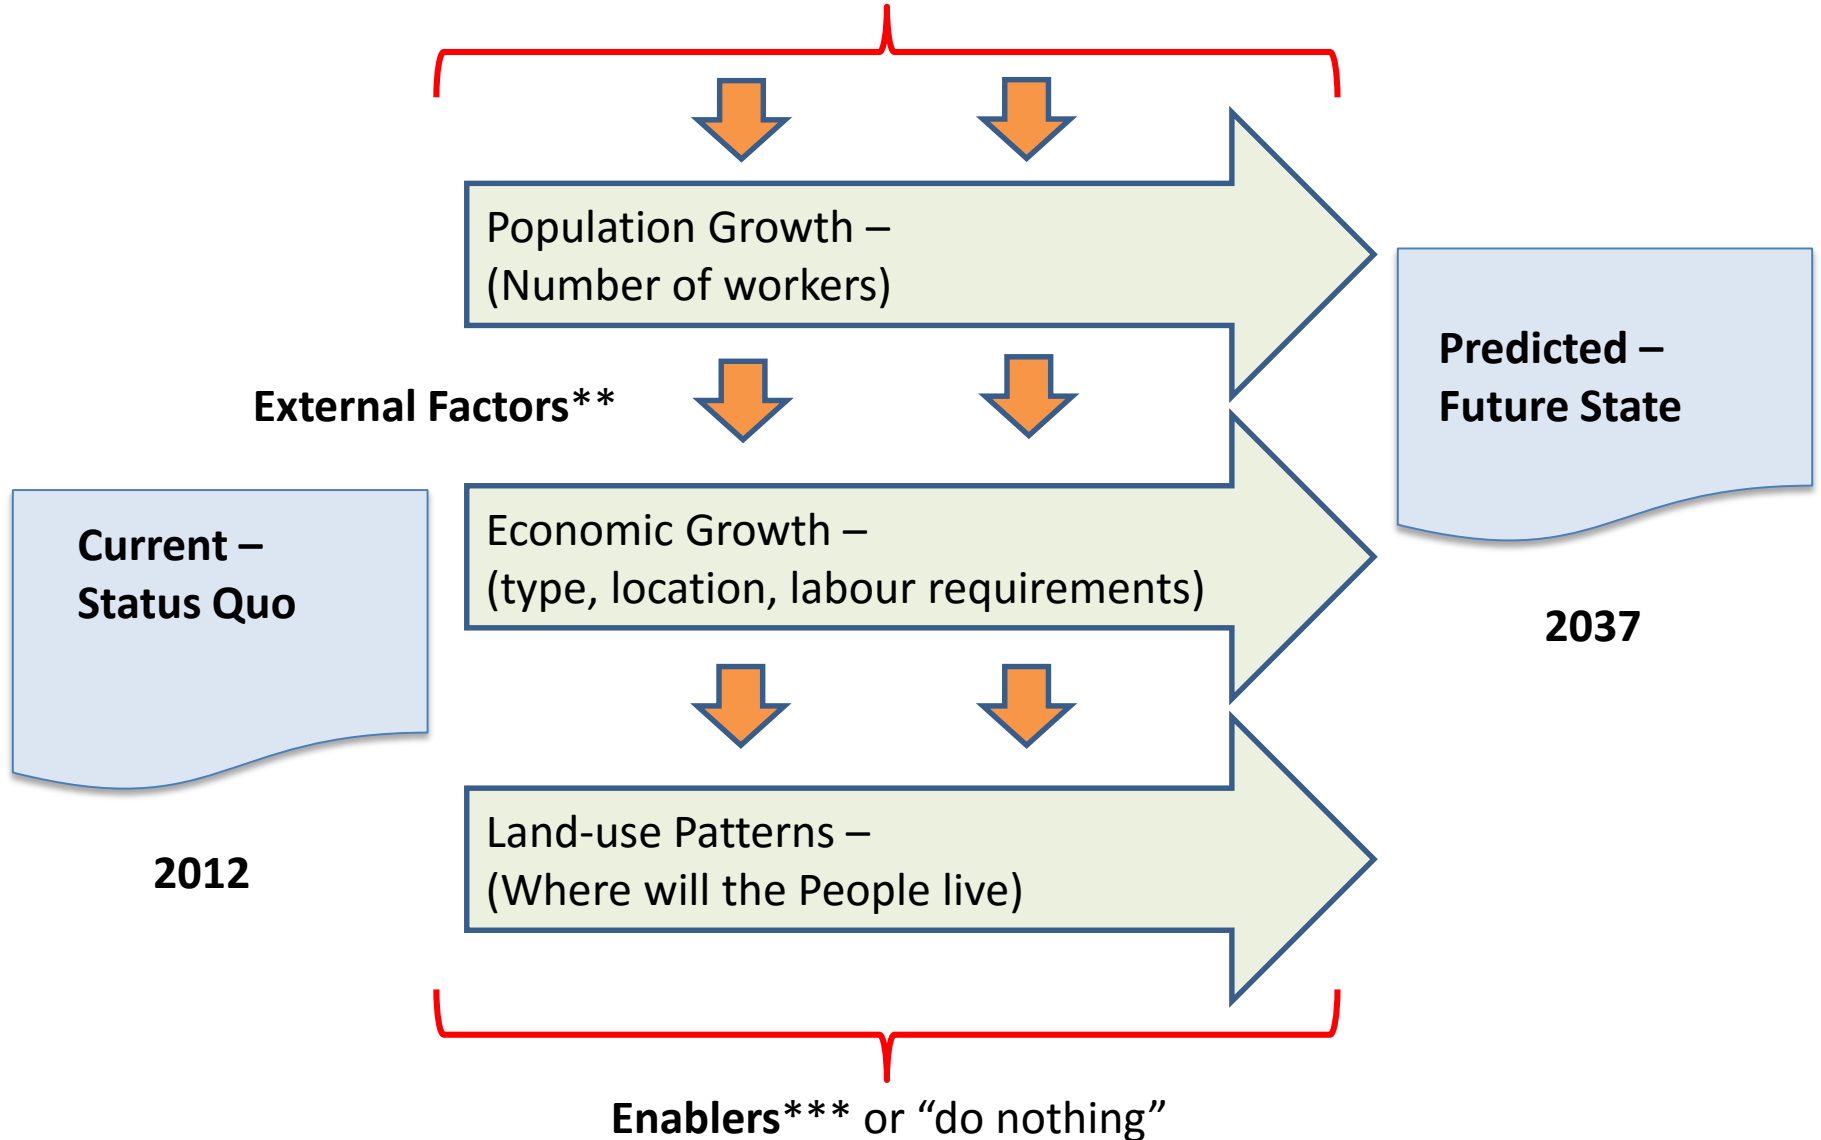 Population Growth –
(Number of workers)
External Factors**
Predicted –
Future State
Current –
Status Quo
Economic Growth –
(type, location, labour requirements)
2037
Land-use Patterns –
(Where will the People live)
2012
Enablers*** or “do nothing”